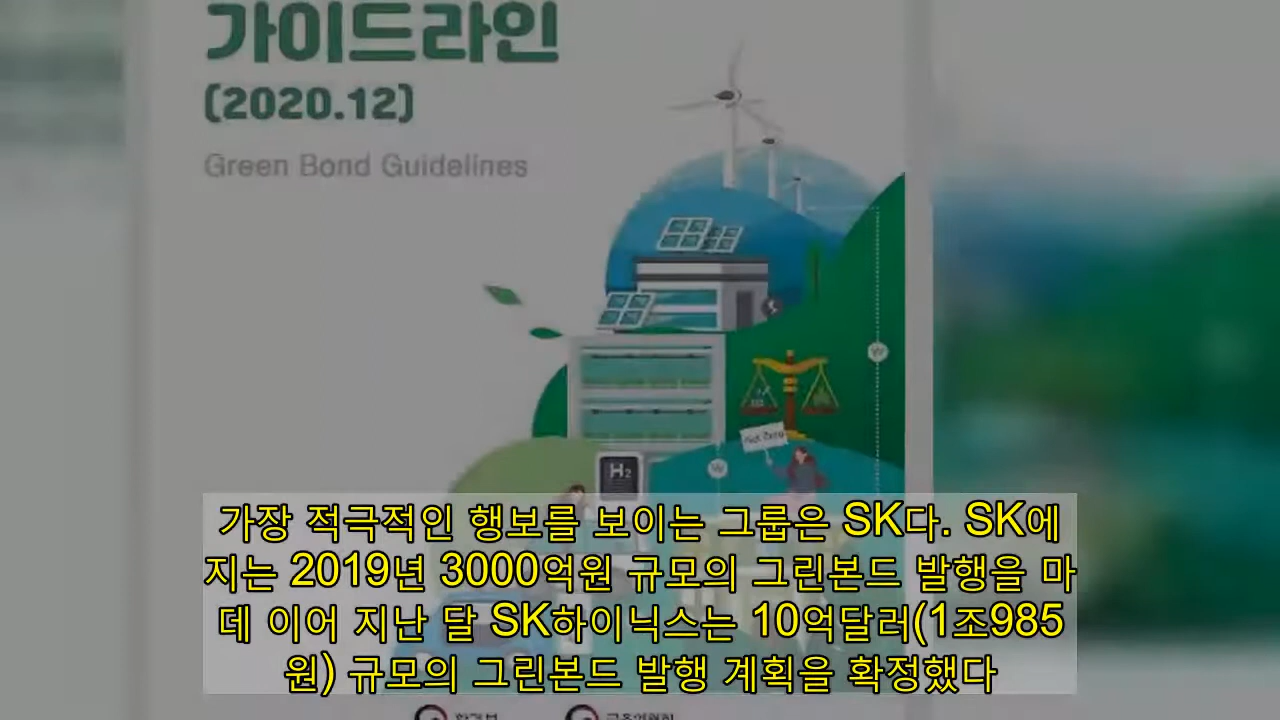 가이드라인
(2020.12)
Green Bond Guidelines
H2
가장 적극적인 행보를 보이는 그룹은 SK다. SK에
지는 2019년 3000억원 규모의 그린본드 발행을 마
데 이어 지난 달 SK하이닉스는 10억달러(1조985
원) 규모의 그린본드 발행 계획을 확정했다